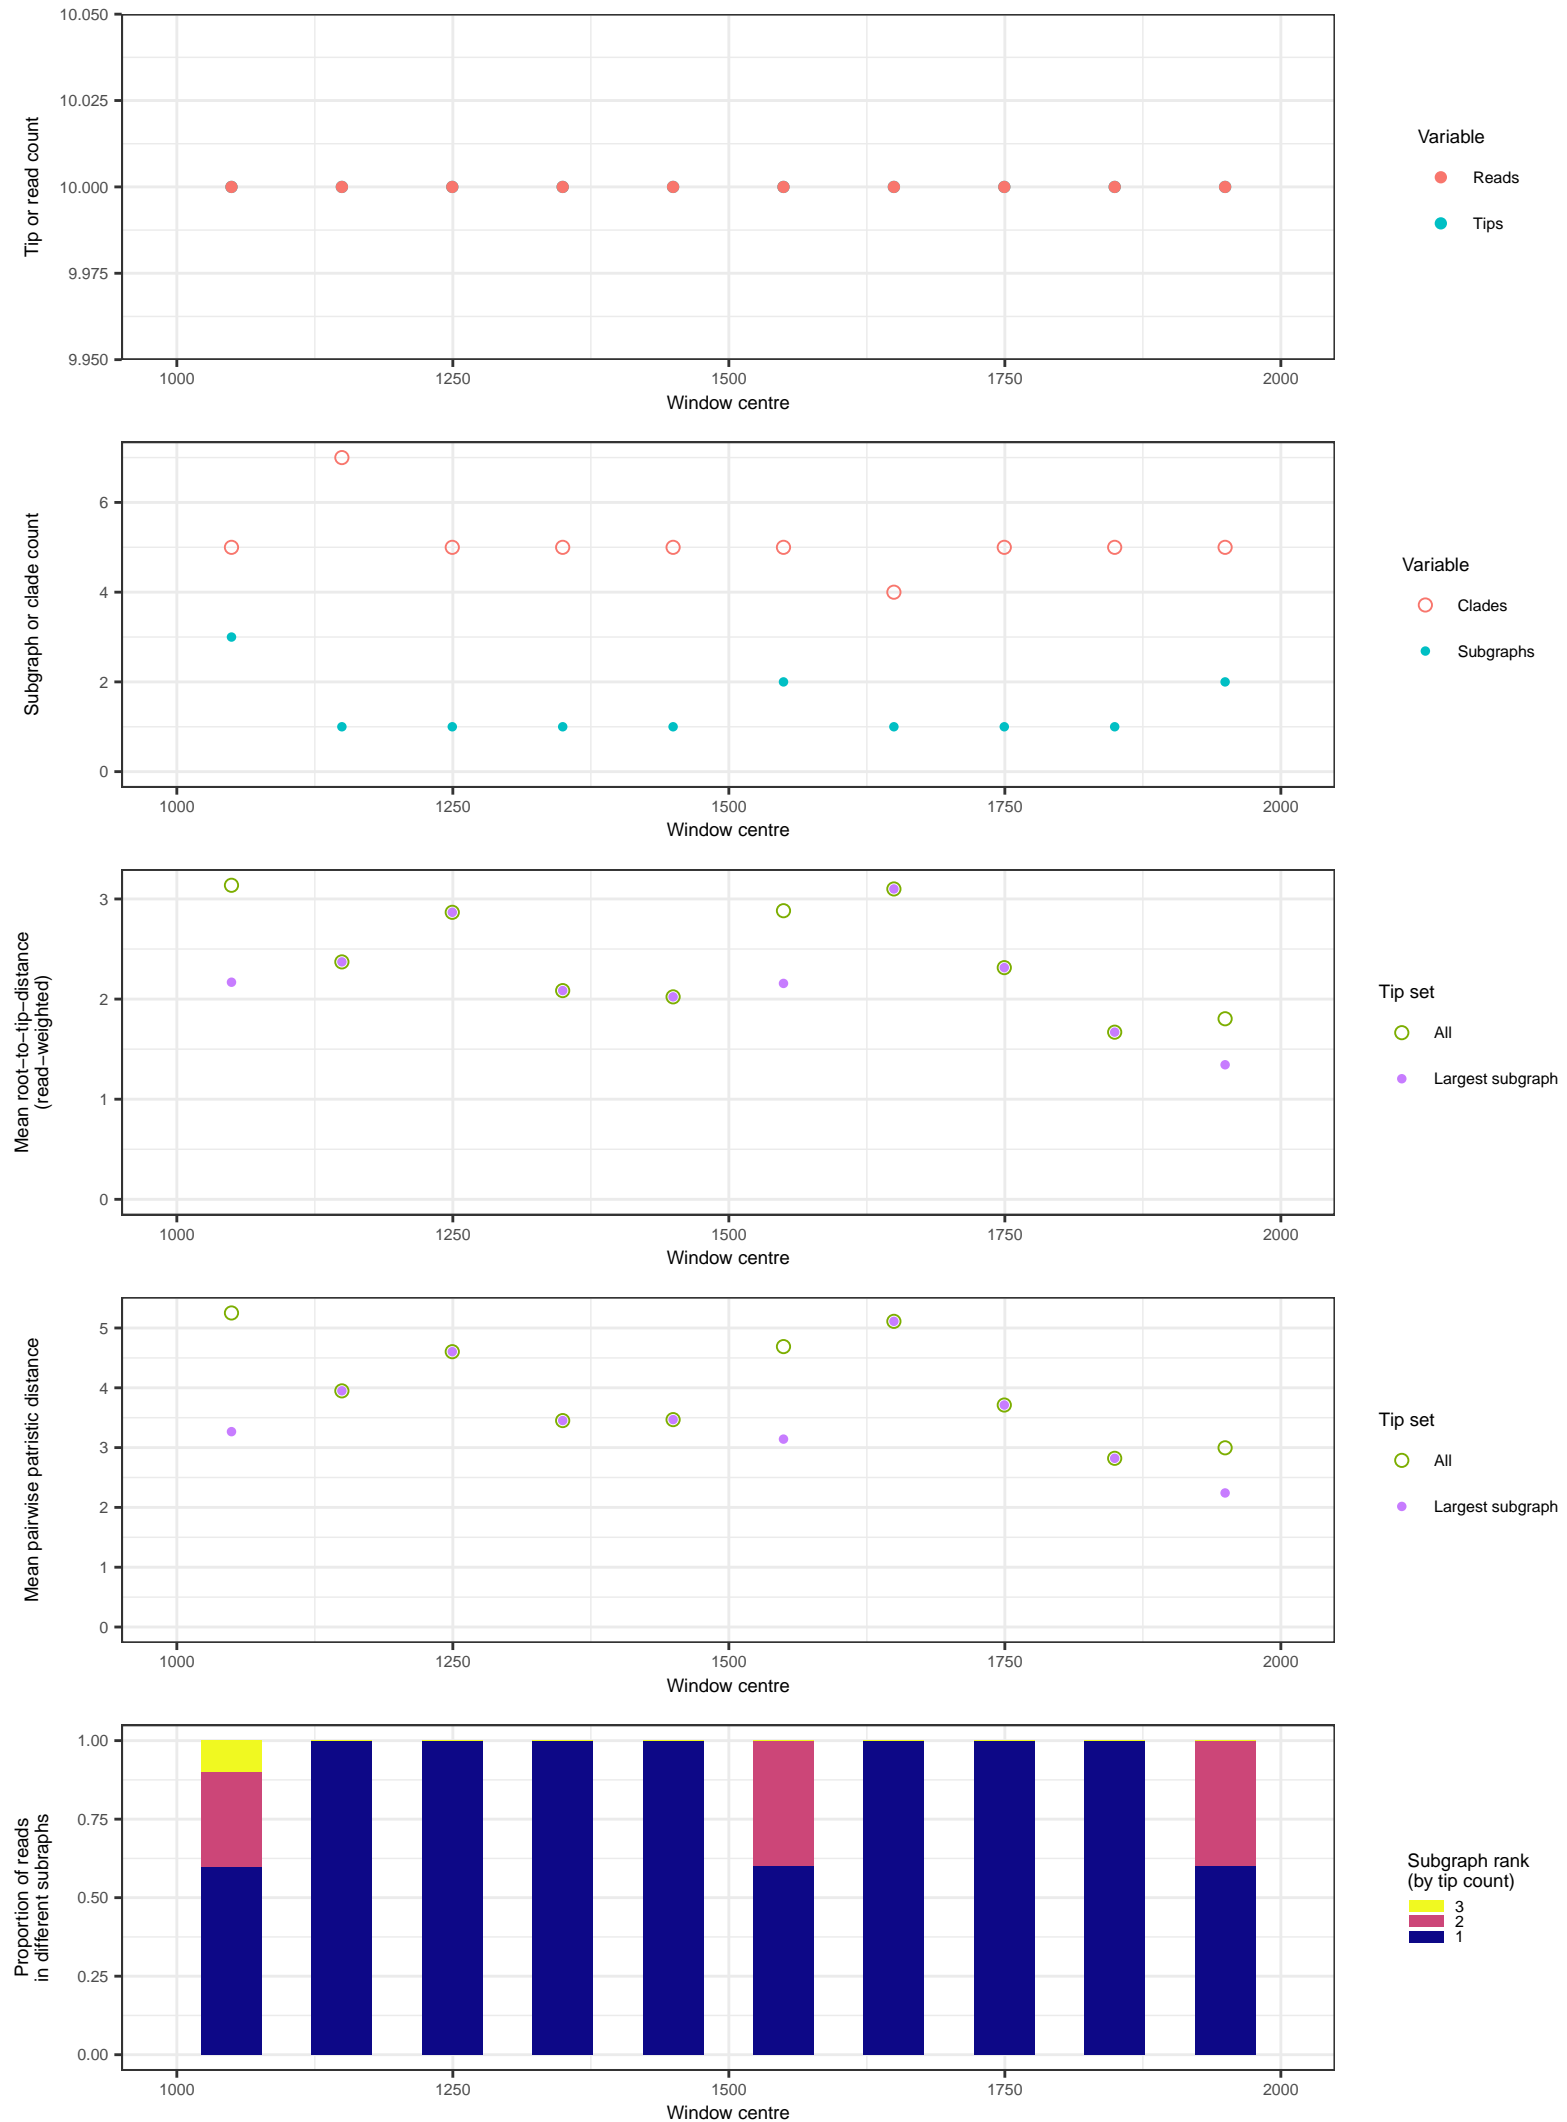 10.050
10.025
10.000
9.975
9.950
Tip or read count
1000 1250 1500 1750 2000
Window centre
Variable
Reads
Tips
6
4
2
0
Subgraph or clade count
1000 1250 1500 1750 2000
Window centre
Variable
Clades
Subgraphs
3
2
1
0
Mean root−to−tip−distance
(read−weighted)
1000 1250 1500 1750 2000
Window centre
Tip set
All
Largest subgraph
5
4
3
2
1
0
Mean pairwise patristic distance
1000 1250 1500 1750 2000
Window centre
Tip set
All
Largest subgraph
1.00
0.75
0.50
0.25
0.00
Proportion of reads
in different subraphs
1000 1250 1500 1750 2000
Window centre
Subgraph rank
(by tip count)
3
2
1